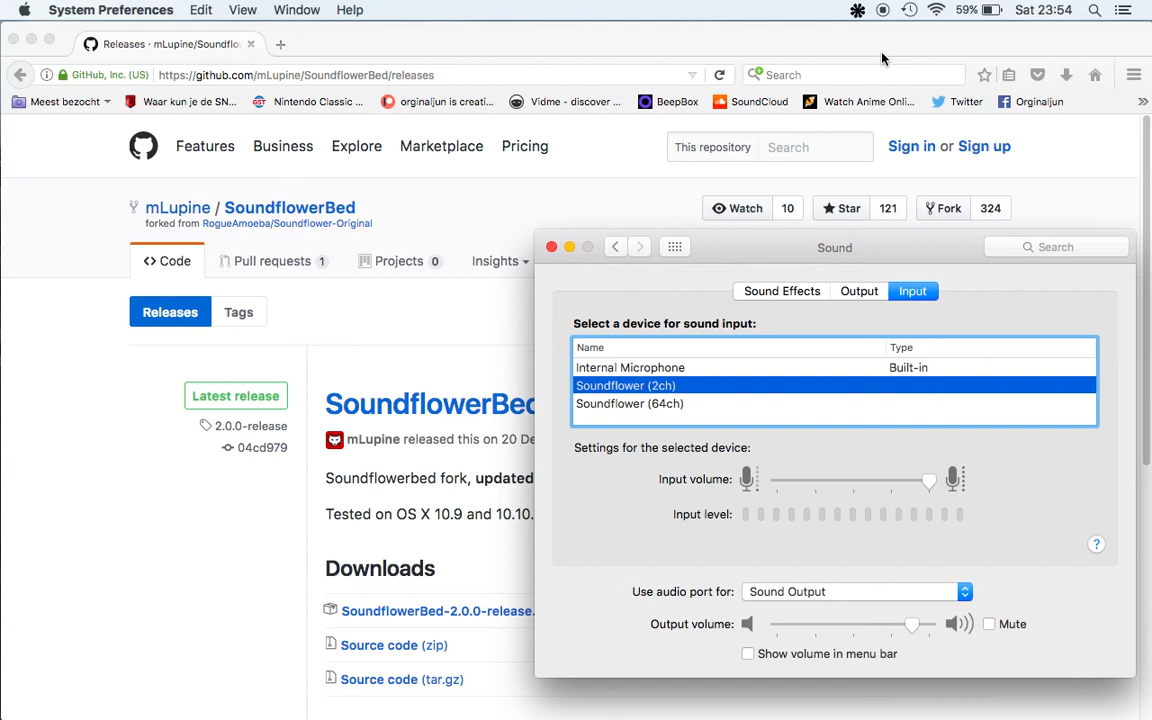 System Preferences Edit View Window Help 59% Sat 23:54
Releases · mLupine/Soundflo
GitHub, Inc. (US) https://github.com/mLupine/SoundflowerBed/releases Search
Meest bezocht Waar kun je de SN... Nintendo Classic ... orginaljun is creati... Vidme - discover ... BeepBox SoundCloud Watch Anime Onli... Twitter Orginaljun
Features Business Explore Marketplace Pricing This repository Search Sign in or Sign up
mLupine / SoundflowerBed Watch 10 Star 121 Fork 324
forked from RogueAmoeba/Soundflower-Original
Code Pull requests 1 Projects 0 Insights
Releases Tags
Latest release
2.0.0-release
04cd979
SoundflowerBed
mLupine released this on 20 De
Soundflowerbed fork, updated
Tested on OS X 10.9 and 10.10.
Downloads
SoundflowerBed-2.0.0-release.
Source code (zip)
Source code (tar.gz)
Sound Search
Sound Effects Output Input
Select a device for sound input:
Name Type
Internal Microphone Built-in
Soundflower (2ch)
Soundflower (64ch)
Settings for the selected device:
Input volume:
Input level:
?
Use audio port for: Sound Output
Output volume: Mute
Show volume in menu bar